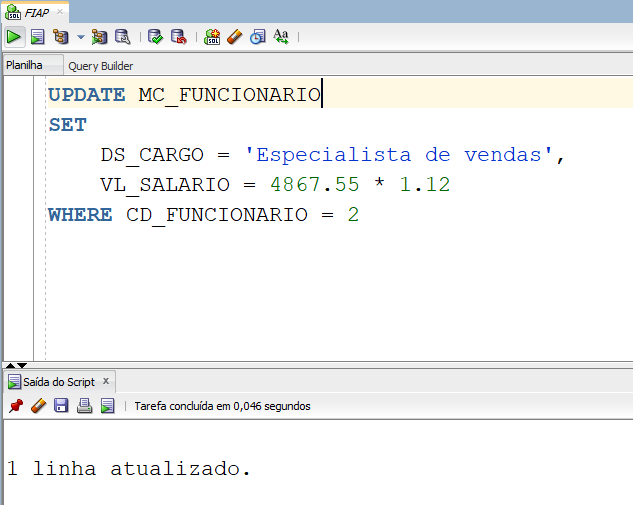 FIAP
SQL
Planilha
Query Builder
UPDATE MC_FUNCIONARIO
SET
DS_CARGO = 'Especialista de vendas',
VL_SALARIO = 4867.55 * 1.12
WHERE CD_FUNCIONARIO = 2
Saída do Script
Tarefa concluída em 0,046 segundos
1 linha atualizado.